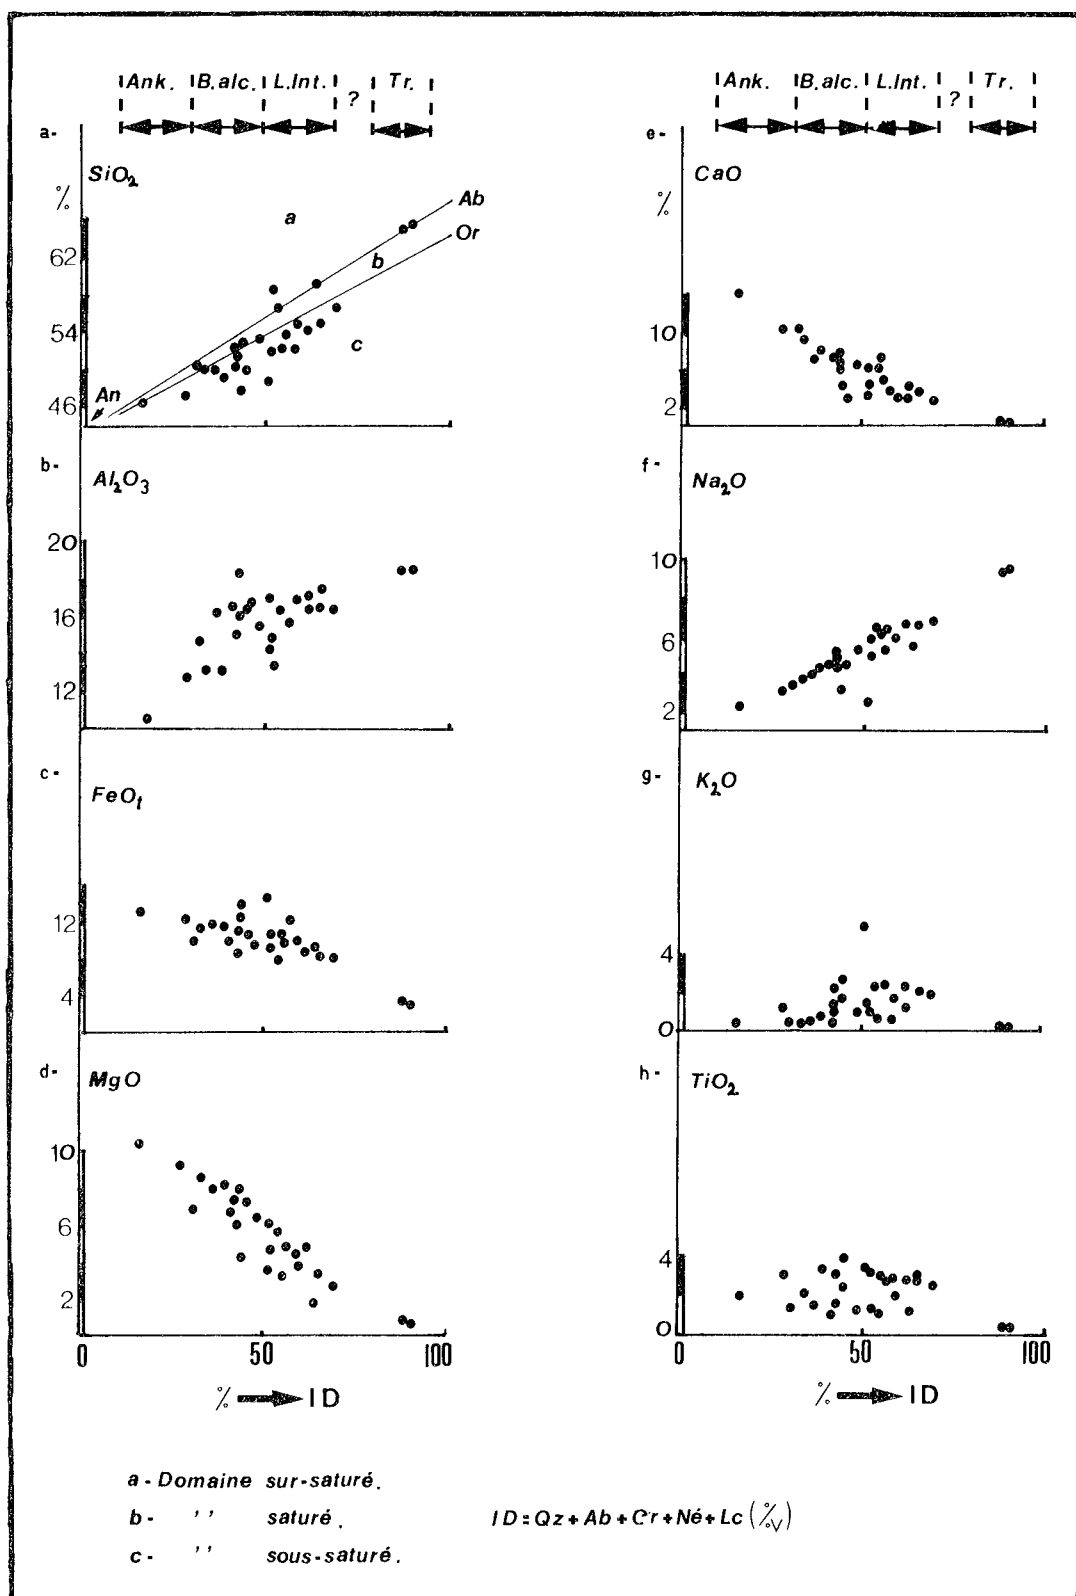 Ank. B.alc. L.Int. ? Tr.
a-
SiO2
%
62
54
46
a
b
c
Ab
Or
An
b-
Al2O3
20
16
12
c-
FeOt
12
4
d-
MgO
10
6
2
0 50 100
% ID
Ank. B.alc. L.Int. ? Tr.
e-
CaO
%
10
2
f-
Na2O
10
6
2
g-
K2O
4
0
h-
TiO2
4
0
0 50 100
% ID
a - Domaine sur-saturé.
b - ′′ saturé.
c - ′′ sous-saturé.
ID = Qz + Ab + Or + Né + Lc (%V)